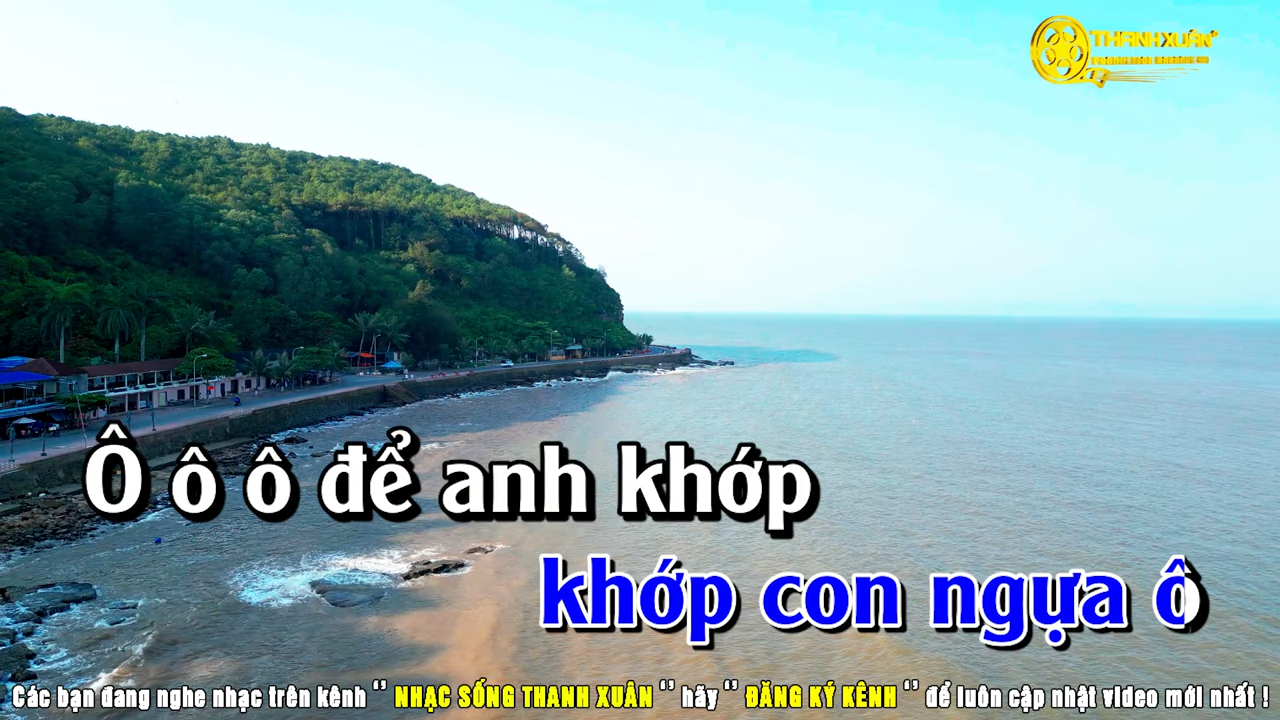 THANH XUÂN
Ô ô ô để anh khớp
khớp con ngựa ô
Các bạn đang nghe nhạc trên kênh '' NHẠC SỐNG THANH XUÂN '' hãy '' ĐĂNG KÝ KÊNH '' để luôn cập nhật video mới nhất !